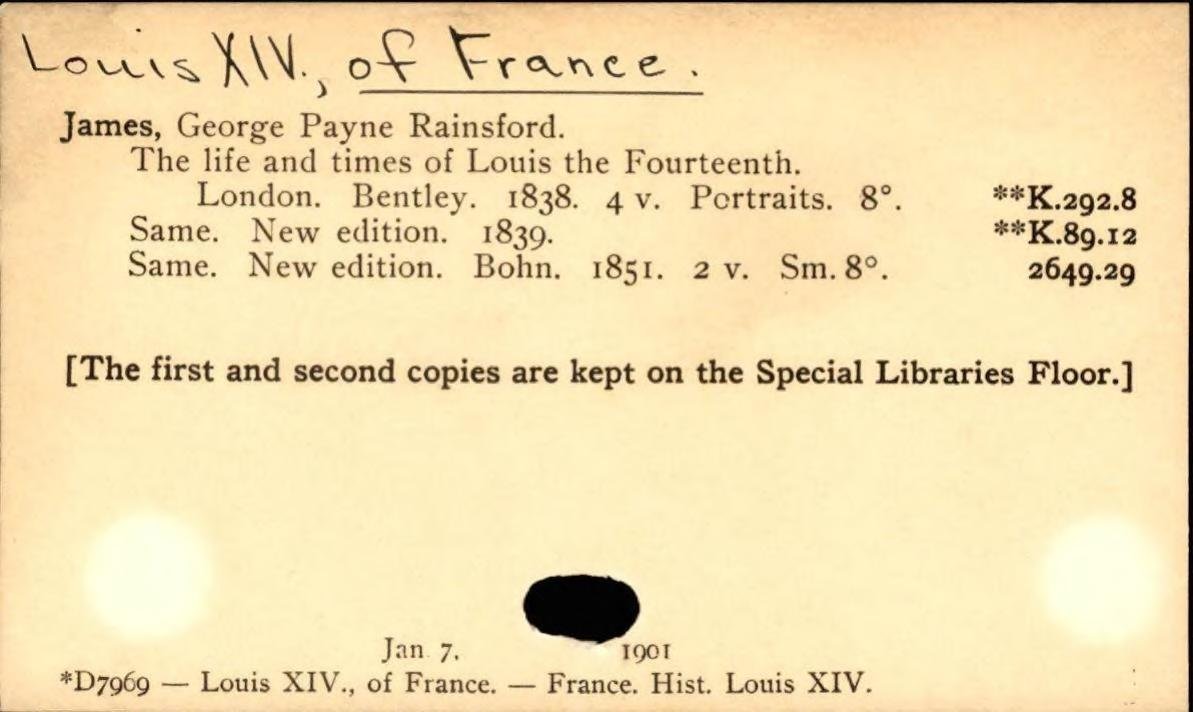 Louis XIV., of France.
James, George Payne Rainsford.
The life and times of Louis the Fourteenth.
London. Bentley. 1838. 4 v. Portraits. 8°. **K.292.8
Same. New edition. 1839. **K.89.12
Same. New edition. Bohn. 1851. 2 v. Sm. 8°. 2649.29
[The first and second copies are kept on the Special Libraries Floor.]
Jan. 7. 1901
*D7969 — Louis XIV., of France. — France. Hist. Louis XIV.